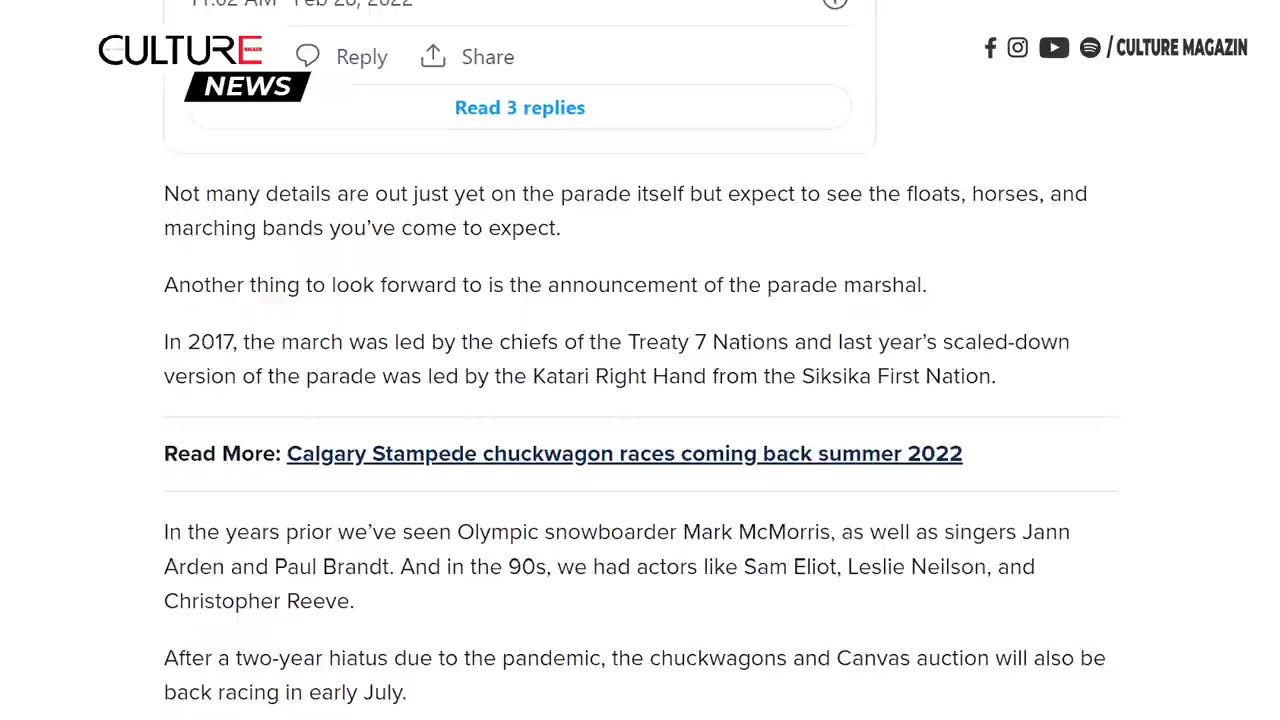 11:02 AM · Feb 28, 2022
CULTURE
NEWS
Reply
Share
/ CULTURE MAGAZIN
Read 3 replies
Not many details are out just yet on the parade itself but expect to see the floats, horses, and
marching bands you’ve come to expect.
Another thing to look forward to is the announcement of the parade marshal.
In 2017, the march was led by the chiefs of the Treaty 7 Nations and last year’s scaled-down
version of the parade was led by the Katari Right Hand from the Siksika First Nation.
Read More: Calgary Stampede chuckwagon races coming back summer 2022
In the years prior we’ve seen Olympic snowboarder Mark McMorris, as well as singers Jann
Arden and Paul Brandt. And in the 90s, we had actors like Sam Eliot, Leslie Neilson, and
Christopher Reeve.
After a two-year hiatus due to the pandemic, the chuckwagons and Canvas auction will also be
back racing in early July.